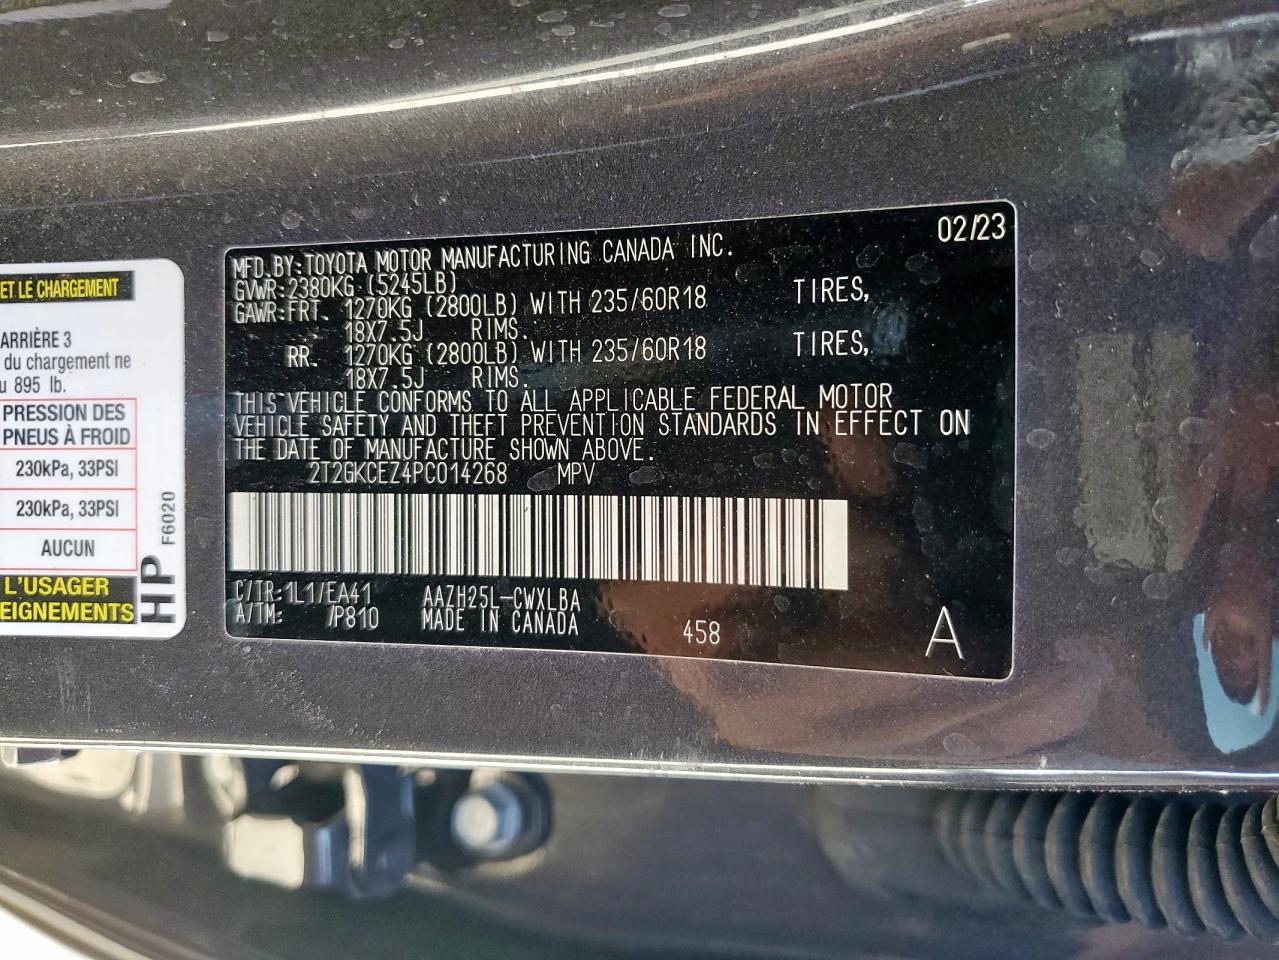 ET LE CHARGEMENT
ARRIÈRE 3
du chargement ne
895 lb.
PRESSION DES
PNEUS À FROID
230kPa, 33PSI
230kPa, 33PSI
AUCUN
L'USAGER
EIGNEMENTS
HP
F6020
02/23
MFD.BY:TOYOTA MOTOR MANUFACTURING CANADA INC.
GVWR:2380KG (5245LB)
GAWR:FRT. 1270KG (2800LB) WITH 235/60R18 TIRES,
18X7.5J RIMS.
RR. 1270KG (2800LB) WITH 235/60R18 TIRES,
18X7.5J RIMS.
THIS VEHICLE CONFORMS TO ALL APPLICABLE FEDERAL MOTOR
VEHICLE SAFETY AND THEFT PREVENTION STANDARDS IN EFFECT ON
THE DATE OF MANUFACTURE SHOWN ABOVE.
2T2GKCEZ4PC014268 MPV
C/TR:1L1/EA41 AAZH25L-CWXLBA
A/TM: /P810 MADE IN CANADA
458
A